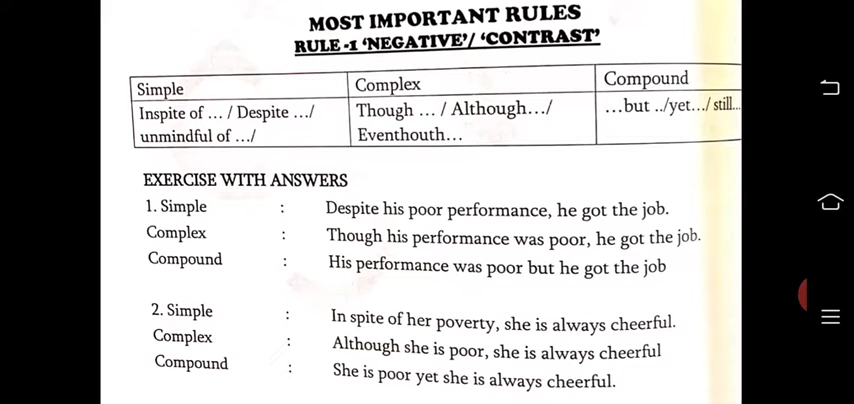 MOST IMPORTANT RULES
RULE -1 ‘NEGATIVE’/ ‘CONTRAST’
Simple Complex Compound
Inspite of ... / Despite .../ Though ... / Although.../ ...but ../yet.../ still...
unmindful of .../ Eventhouth...
EXERCISE WITH ANSWERS
1. Simple : Despite his poor performance, he got the job.
Complex : Though his performance was poor, he got the job.
Compound : His performance was poor but he got the job
2. Simple : In spite of her poverty, she is always cheerful.
Complex : Although she is poor, she is always cheerful
Compound : She is poor yet she is always cheerful.